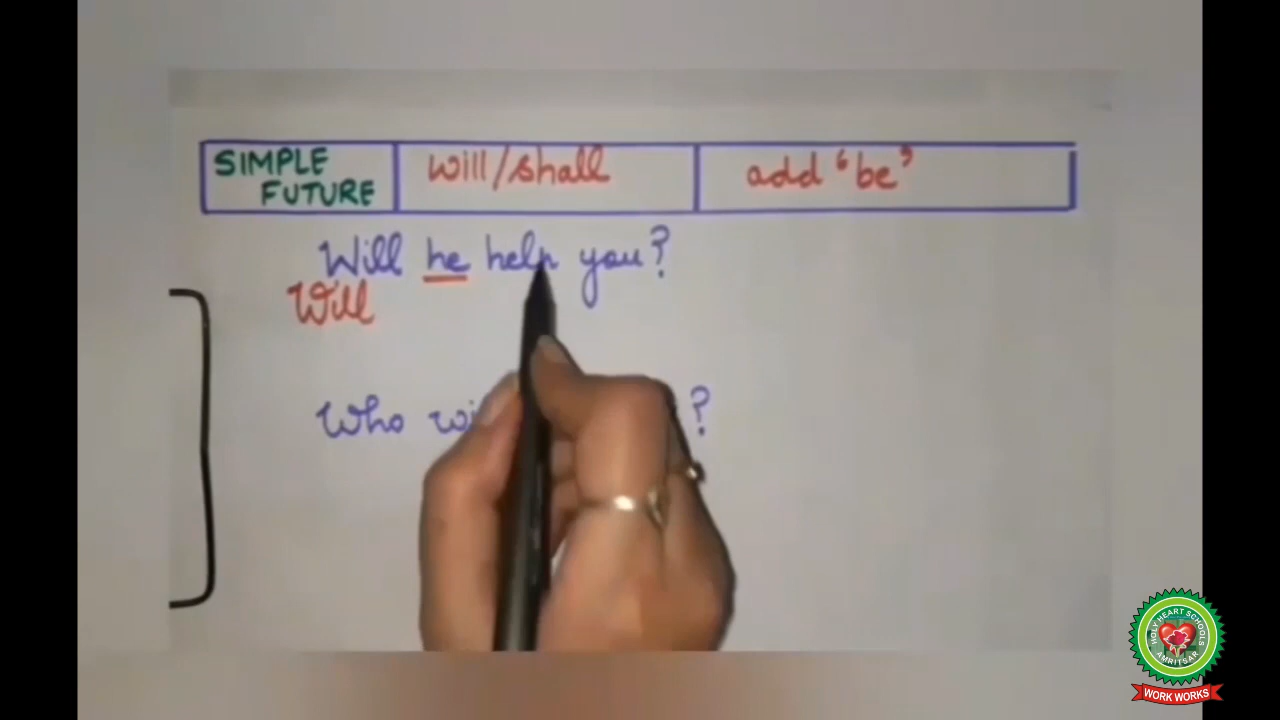 SIMPLE FUTURE will/shall add 'be'
Will he help you?
Will
Who ?
HOLY HEART SCHOOLS
AMRITSAR
WORK WORKS